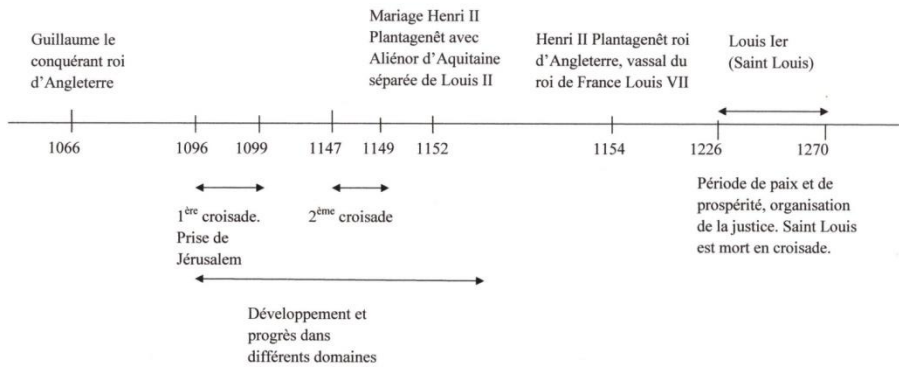 Guillaume le
conquérant roi
d'Angleterre
Mariage Henri II
Plantagenêt avec
Aliénor d'Aquitaine
séparée de Louis II
Henri II Plantagenêt roi
d'Angleterre, vassal du
roi de France Louis VII
Louis Ier
(Saint Louis)
1066 1096 1099 1147 1149 1152 1154 1226 1270
1ère croisade.
Prise de
Jérusalem
2ème croisade
Période de paix et de
prospérité, organisation
de la justice. Saint Louis
est mort en croisade.
Développement et
progrès dans
différents domaines